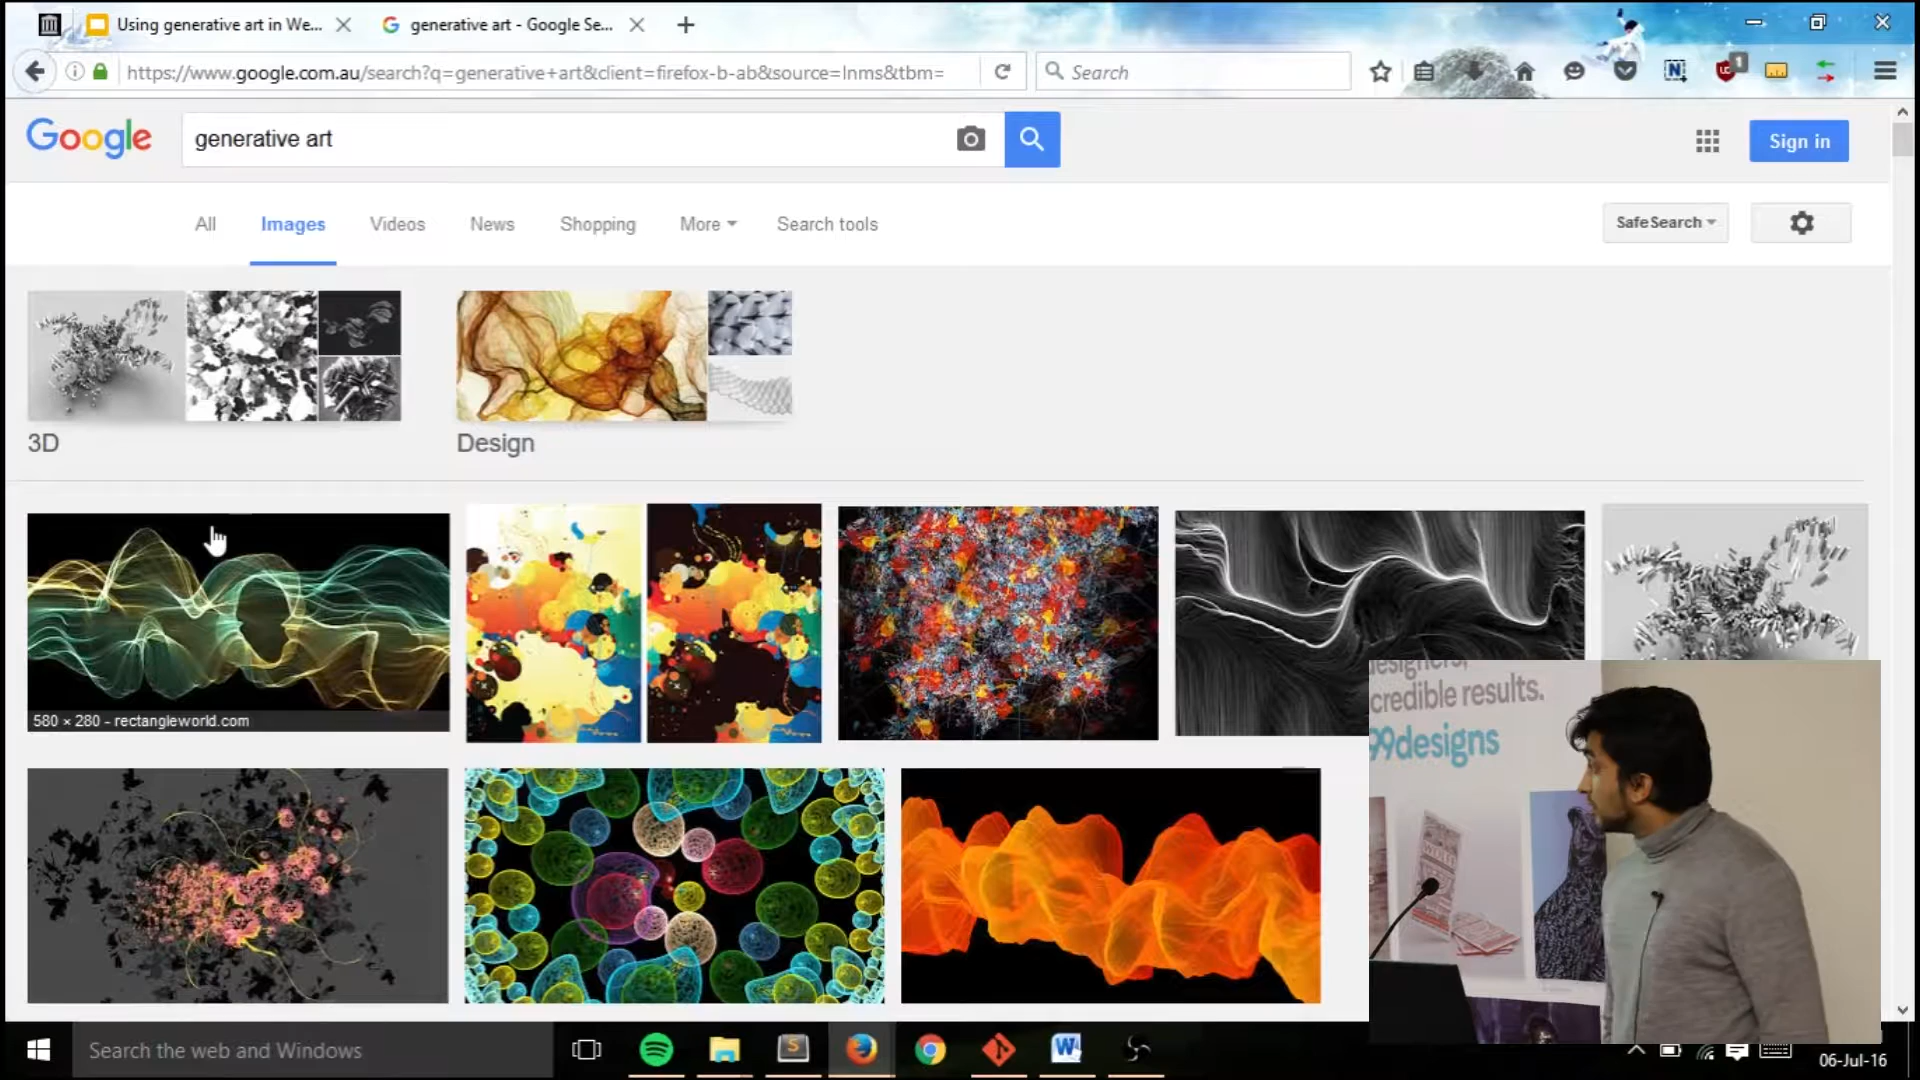 Using generative art in We...
generative art - Google Se...
https://www.google.com.au/search?q=generative+art&client=firefox-b-ab&source=lnms&tbm=
Search
1
Google
generative art
Sign in
All
Images
Videos
News
Shopping
More
Search tools
SafeSearch
3D
Design
580 × 280 - rectangleworld.com
designers,
credible results.
99designs
Search the web and Windows
06-Jul-16